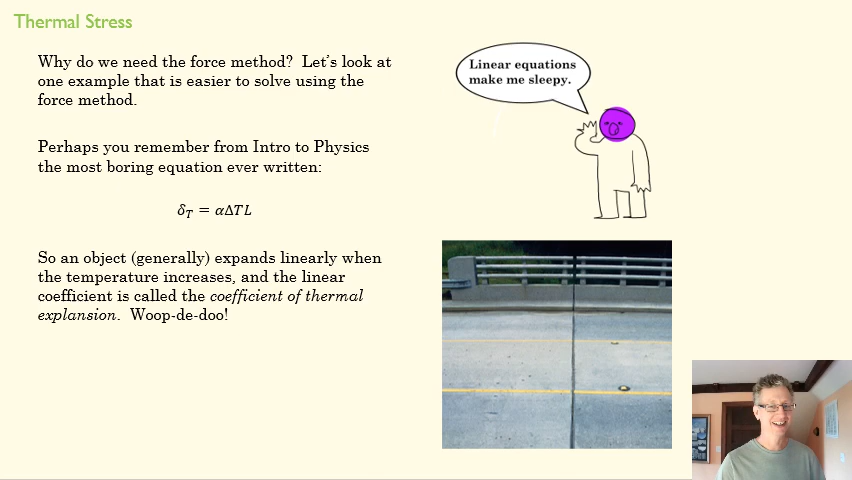 Thermal Stress
Why do we need the force method? Let's look at
one example that is easier to solve using the
force method.
Perhaps you remember from Intro to Physics
the most boring equation ever written:
δ_T = αΔTL
So an object (generally) expands linearly when
the temperature increases, and the linear
coefficient is called the coefficient of thermal
explansion. Woop-de-doo!
Linear equations
make me sleepy.